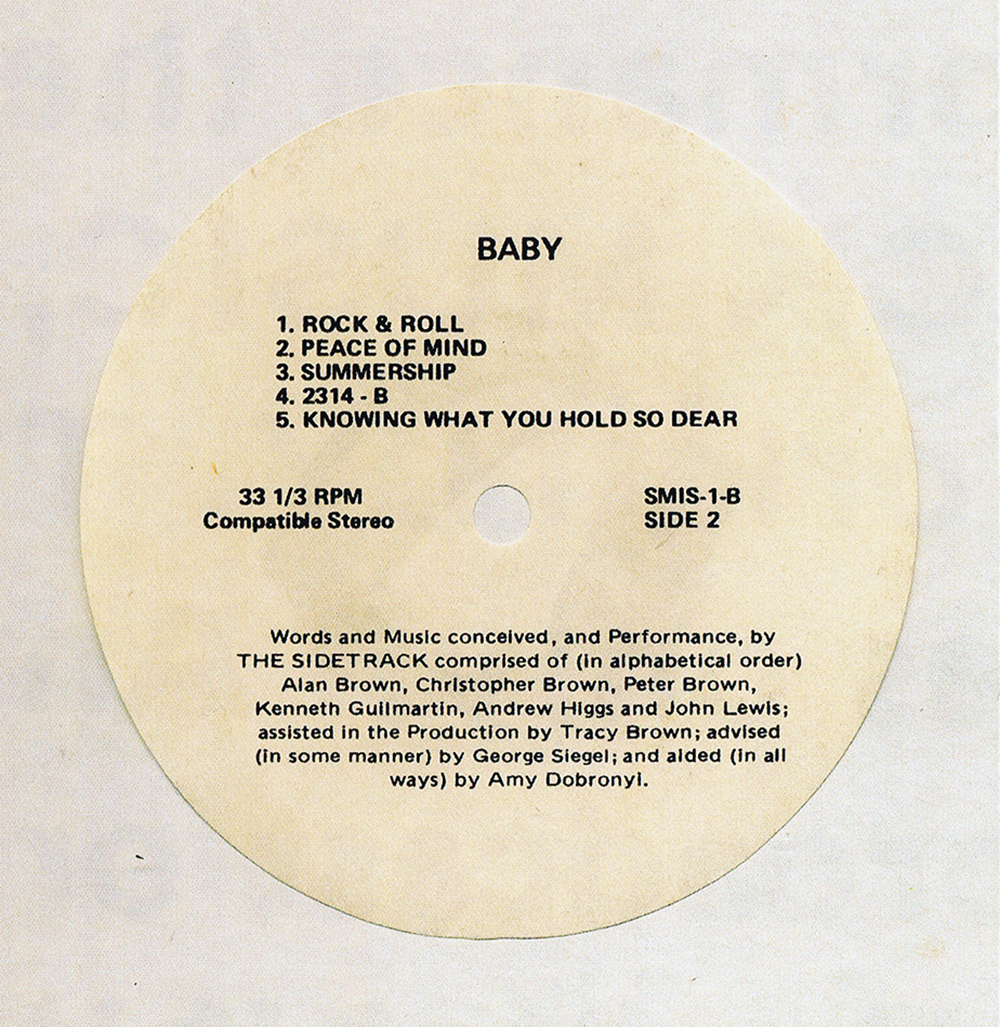 BABY
1. ROCK & ROLL
2. PEACE OF MIND
3. SUMMERSHIP
4. 2314 - B
5. KNOWING WHAT YOU HOLD SO DEAR
33 1/3 RPM
Compatible Stereo
SMIS-1-B
SIDE 2
Words and Music conceived, and Performance, by
THE SIDETRACK comprised of (in alphabetical order)
Alan Brown, Christopher Brown, Peter Brown,
Kenneth Guilmartin, Andrew Higgs and John Lewis;
assisted in the Production by Tracy Brown; advised
(in some manner) by George Siegel; and aided (in all
ways) by Amy Dobronyi.